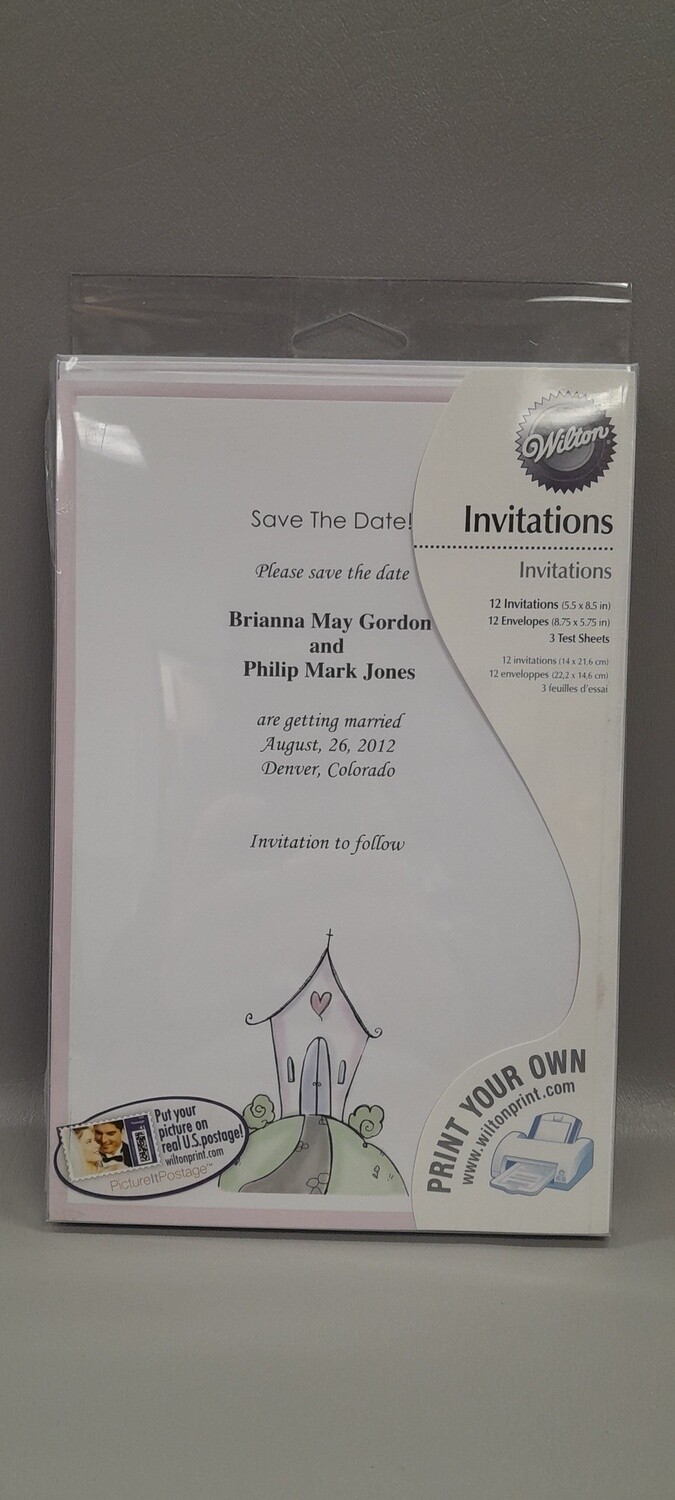 Wilton
Invitations
Invitations
12 Invitations (5.5 x 8.5 in)
12 Envelopes (8.75 x 5.75 in)
3 Test Sheets
12 invitations (14 x 21,6 cm)
12 enveloppes (22,2 x 14,6 cm)
3 feuilles d'essai
Save The Date!
Please save the date
Brianna May Gordon
and
Philip Mark Jones
are getting married
August, 26, 2012
Denver, Colorado
Invitation to follow
Put your
picture on
real U.S. postage!
wiltonprint.com
PictureItPostage™
PRINT YOUR OWN
www.wiltonprint.com